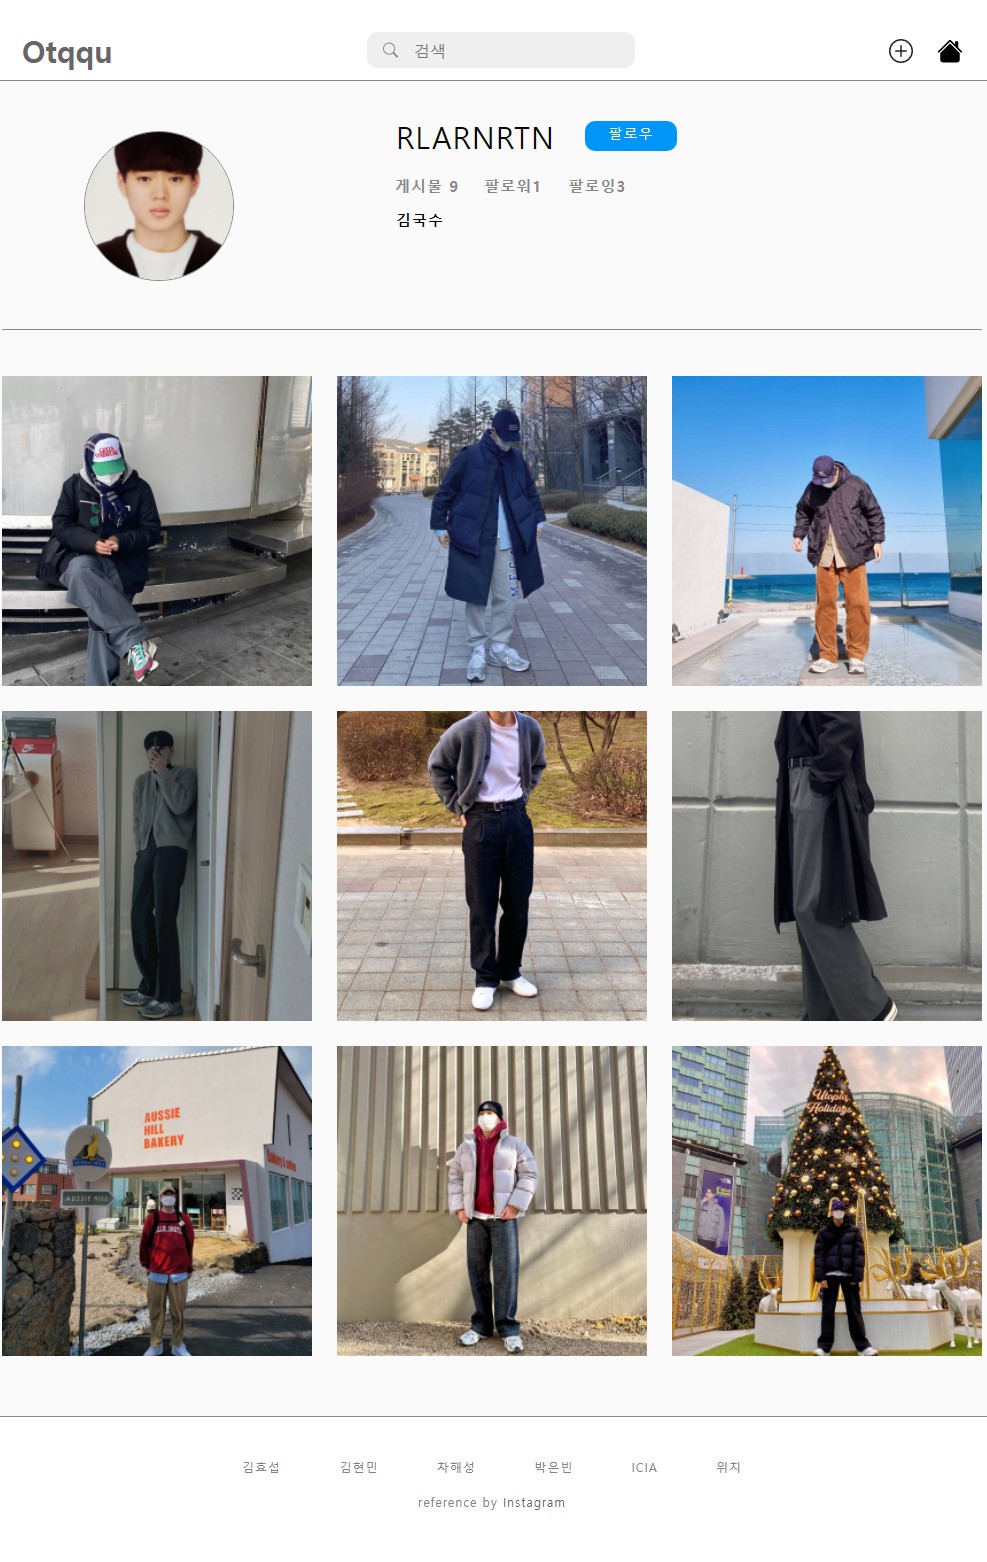 Otqqu
검색
RLARNRTN 팔로우
게시물 9 팔로워1 팔로잉3
김국수
AUSSIE
HILL
BAKERY
AUSSIE HILL
Utopia
Holidays
김효섭 김현민 차해성 박은빈 ICIA 위치
reference by Instagram